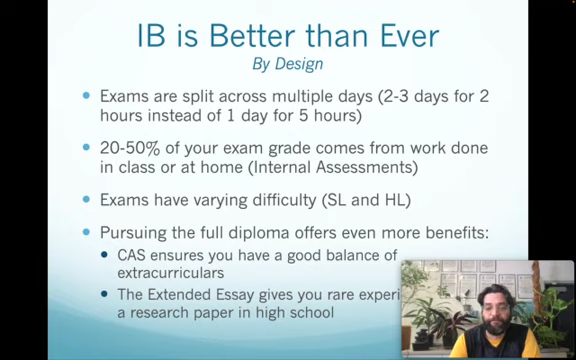 IB is Better than Ever
By Design
• Exams are split across multiple days (2-3 days for 2
hours instead of 1 day for 5 hours)
• 20-50% of your exam grade comes from work done
in class or at home (Internal Assessments)
• Exams have varying difficulty (SL and HL)
• Pursuing the full diploma offers even more benefits:
• CAS ensures you have a good balance of
extracurriculars
• The Extended Essay gives you rare
a research paper in high school